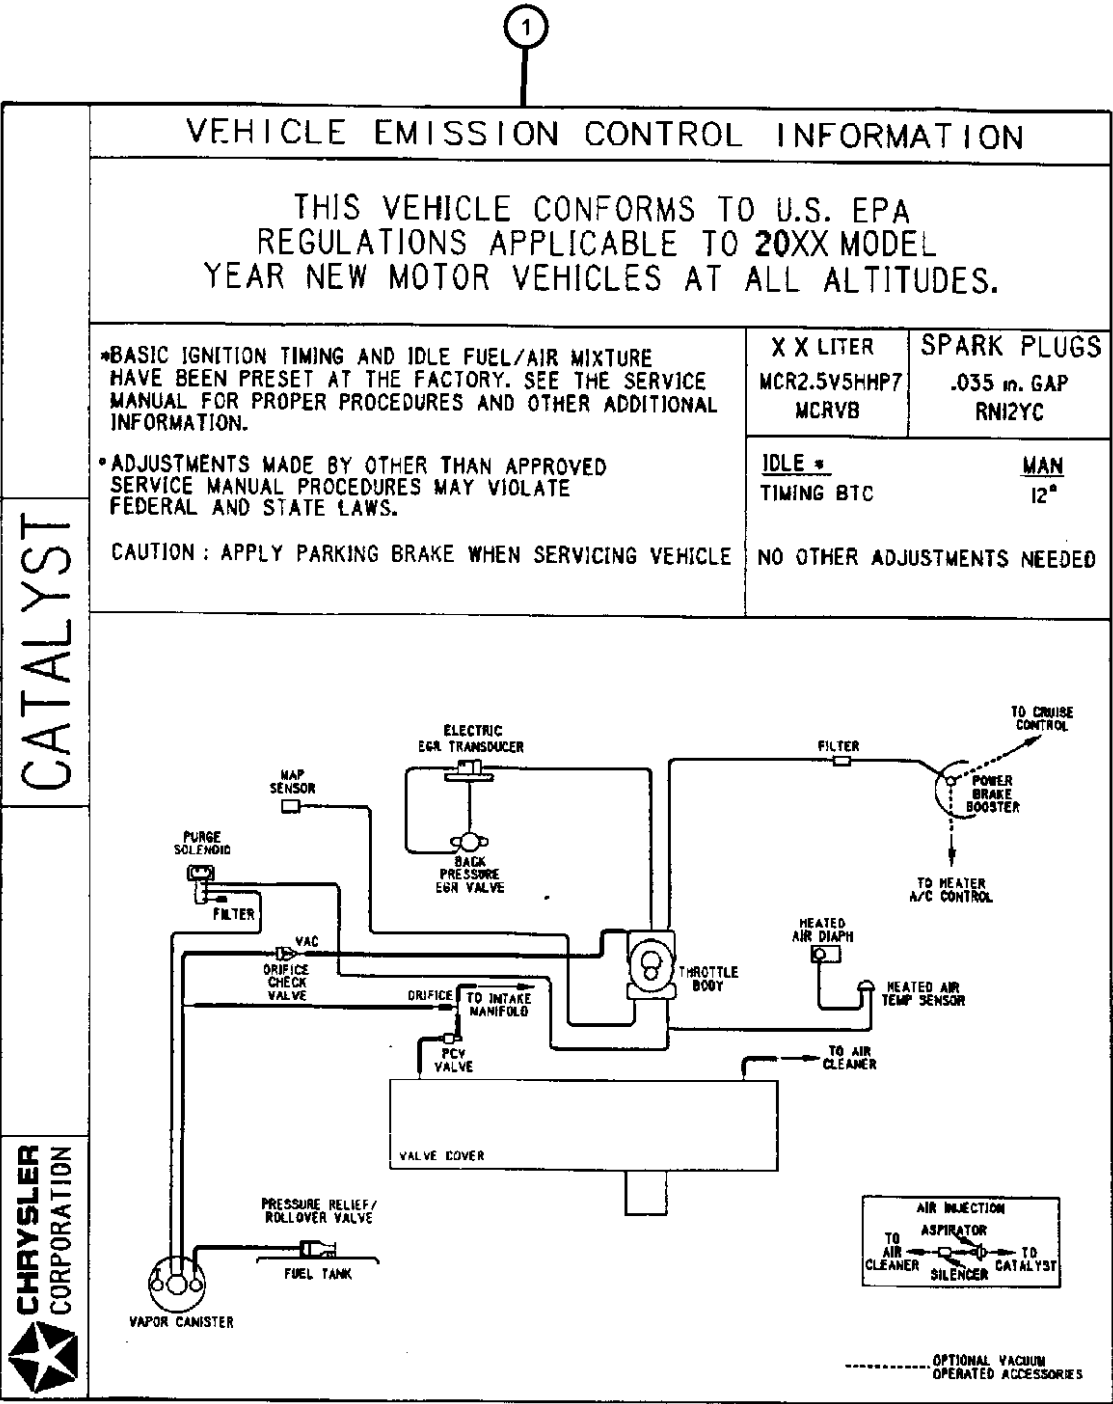 1
VEHICLE EMISSION CONTROL INFORMATION
THIS VEHICLE CONFORMS TO U.S. EPA
REGULATIONS APPLICABLE TO 20XX MODEL
YEAR NEW MOTOR VEHICLES AT ALL ALTITUDES.
*BASIC IGNITION TIMING AND IDLE FUEL/AIR MIXTURE
HAVE BEEN PRESET AT THE FACTORY. SEE THE SERVICE
MANUAL FOR PROPER PROCEDURES AND OTHER ADDITIONAL
INFORMATION.
•ADJUSTMENTS MADE BY OTHER THAN APPROVED
SERVICE MANUAL PROCEDURES MAY VIOLATE
FEDERAL AND STATE LAWS.
CAUTION : APPLY PARKING BRAKE WHEN SERVICING VEHICLE
X X LITER
MCR2.5V5HHP7
MCRVB
SPARK PLUGS
.035 in. GAP
RN12YC
IDLE * MAN
TIMING BTC 12°
NO OTHER ADJUSTMENTS NEEDED
CATALYST
CHRYSLER
CORPORATION
ELECTRIC
EGR TRANSDUCER
MAP
SENSOR
BACK
PRESSURE
EGR VALVE
PURGE
SOLENOID
FILTER
FILTER
TO CRUISE
CONTROL
POWER
BRAKE
BOOSTER
TO HEATER
A/C CONTROL
VAC
ORIFICE
CHECK
VALVE
ORIFICE
TO INTAKE
MANIFOLD
THROTTLE
BODY
HEATED
AIR DIAPH
HEATED AIR
TEMP SENSOR
PCV
VALVE
TO AIR
CLEANER
VALVE COVER
PRESSURE RELIEF/
ROLLOVER VALVE
FUEL TANK
VAPOR CANISTER
T
AIR INJECTION
ASPIRATOR
TO
AIR
CLEANER
SILENCER
TO
CATALYST
OPTIONAL VACUUM
OPERATED ACCESSORIES